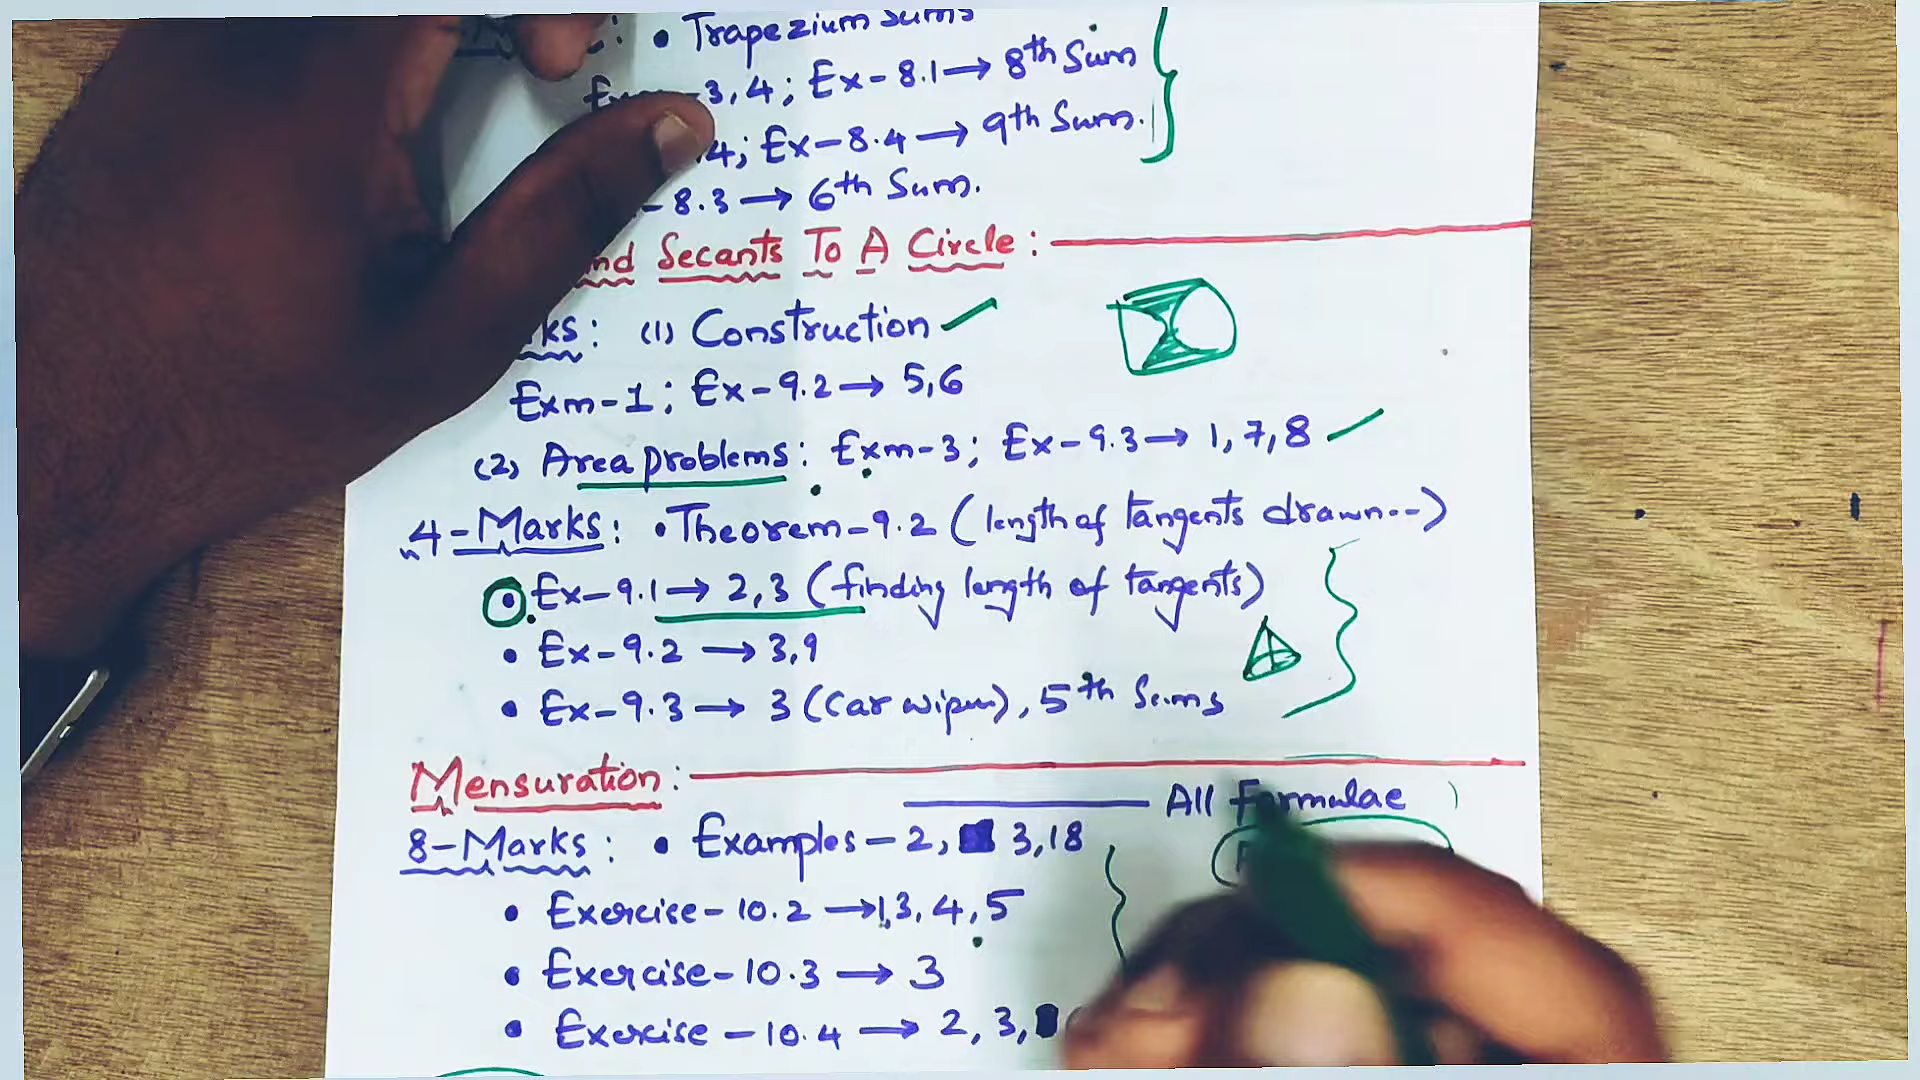 • Trapezium sums
3,4; Ex-8.1→ 8th Sum
4; Ex-8.4→ 9th Sum.
-8.3→ 6th Sum.
nd Secants To A Circle:
ks: (1) Construction
Exm-1; Ex-9.2→ 5,6
(2) Area problems: Exm-3; Ex-9.3→ 1,7,8
4-Marks: •Theorem-9.2 (length of tangents drawn--)
• Ex-9.1→ 2,3 (finding length of tangents)
• Ex-9.2 → 3,9
• Ex-9.3→ 3 (car wiper), 5th Sums
Mensuration:
All Formulae
8-Marks: • Examples-2, 3,18
• Exercise-10.2 →1,3,4,5
• Exercise-10.3 → 3
• Exercise-10.4 → 2,3,